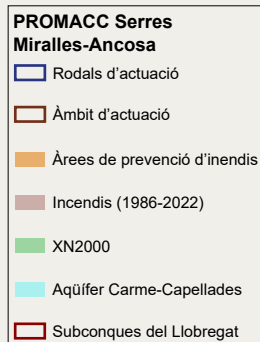 PROMACC Serres
Miralles-Ancosa
Rodals d'actuació
Àmbit d'actuació
Àrees de prevenció d'inendis
Incendis (1986-2022)
XN2000
Aqüífer Carme-Capellades
Subconques del Llobregat